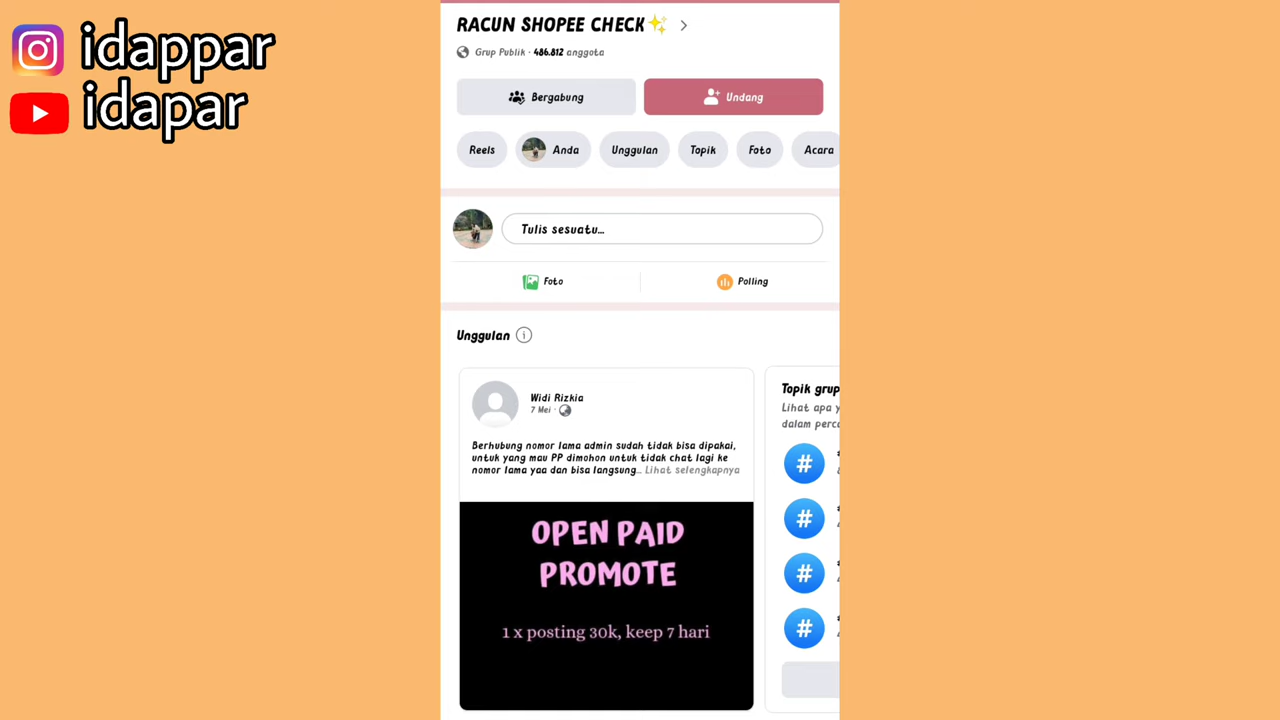 idappar
idapar
RACUN SHOPEE CHECK✨
Grup Publik · 486.812 anggota
Bergabung
Undang
Reels
Anda
Unggulan
Topik
Foto
Acara
Tulis sesuatu...
Foto
Polling
Unggulan
Widi Rizkia
7 Mei ·
Berhubung nomor lama admin sudah tidak bisa dipakai,
untuk yang mau PP dimohon untuk tidak chat lagi ke
nomor lama yaa dan bisa langsung... Lihat selengkapnya
OPEN PAID
PROMOTE
1 x posting 30k, keep 7 hari
Topik grup
Lihat apa y
dalam perc
#
#
#
#